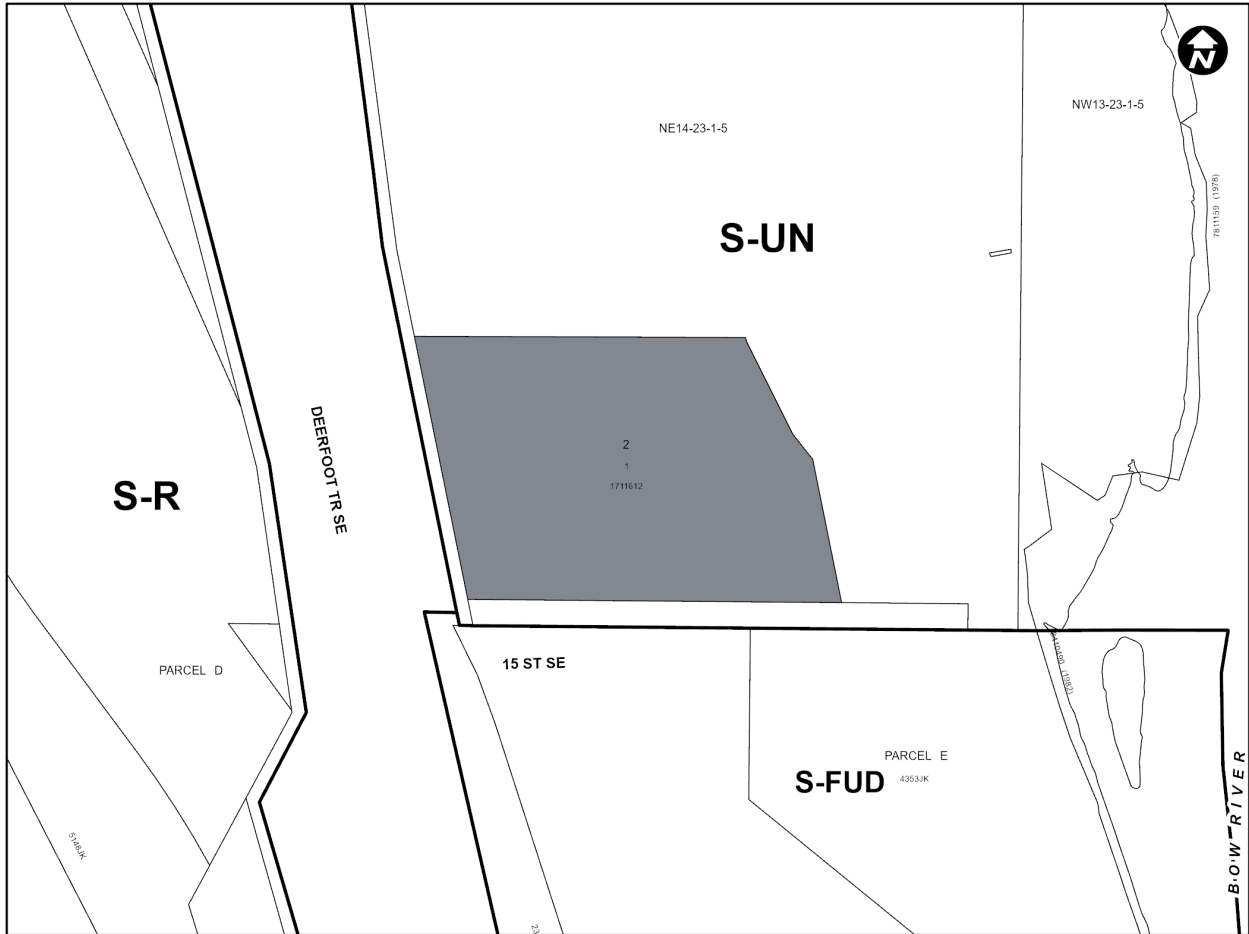 N
NE14-23-1-5
NW13-23-1-5
7811159 (1978)
S-UN
DEERFOOT TR SE
2
1
1711612
S-R
15 ST SE
PARCEL D
PARCEL E
4353JK
S-FUD
5148JK
BOW RIVER
23